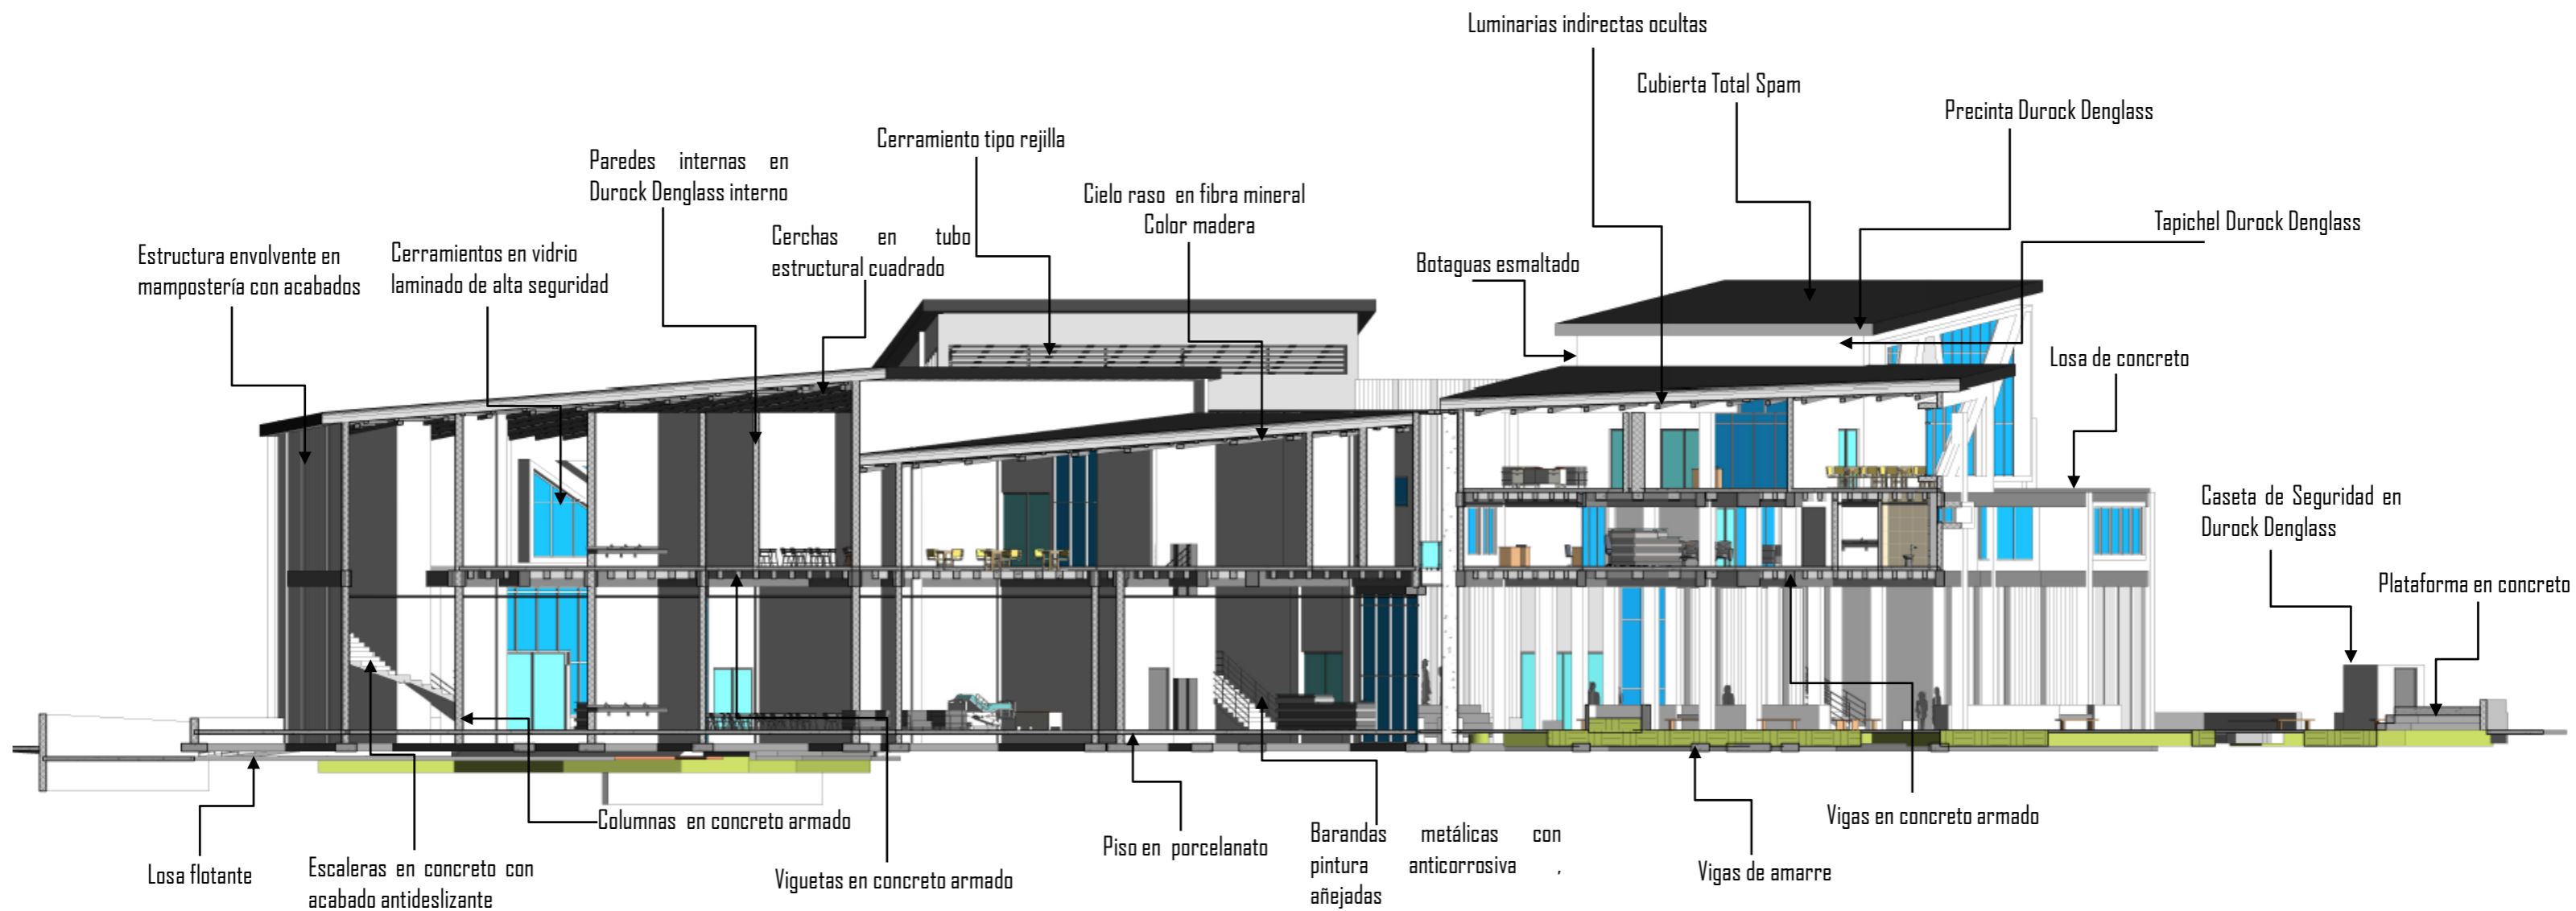 Luminarias indirectas ocultas
Cubierta Total Spam
Precinta Durock Denglass
Cerramiento tipo rejilla
Paredes internas en
Durock Denglass interno
Cielo raso en fibra mineral
Color madera
Tapichel Durock Denglass
Cerchas en tubo
estructural cuadrado
Estructura envolvente en
mampostería con acabados
Cerramientos en vidrio
laminado de alta seguridad
Botaguas esmaltado
Losa de concreto
Caseta de Seguridad en
Durock Denglass
Plataforma en concreto
Columnas en concreto armado
Vigas en concreto armado
Piso en porcelanato
Barandas metálicas con
pintura anticorrosiva ,
añejadas
Losa flotante
Escaleras en concreto con
acabado antideslizante
Viguetas en concreto armado
Vigas de amarre